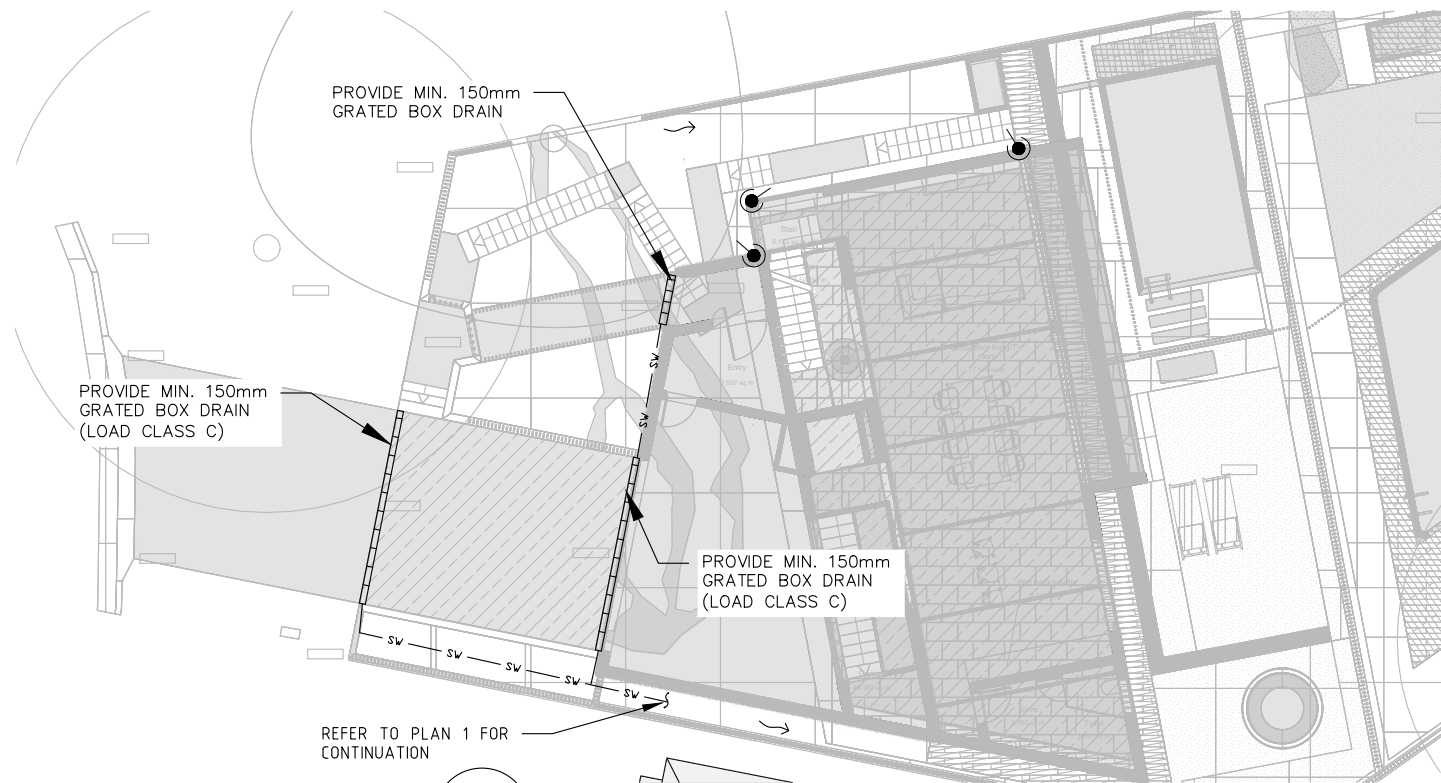 PROVIDE MIN. 150mm
GRATED BOX DRAIN
Stair
Entry
SW
SW
PROVIDE MIN. 150mm
GRATED BOX DRAIN
(LOAD CLASS C)
PROVIDE MIN. 150mm
GRATED BOX DRAIN
(LOAD CLASS C)
SW
SW
SW
SW
SW
REFER TO PLAN 1 FOR
CONTINUATION